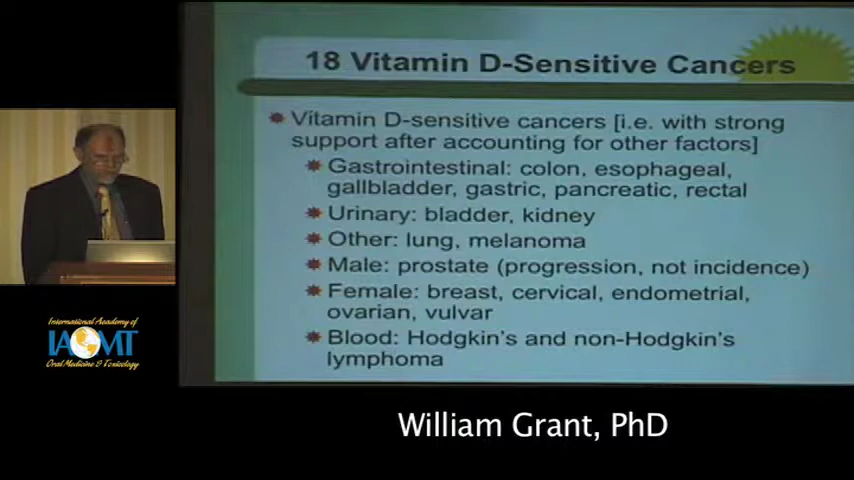 18 Vitamin D-Sensitive Cancers
Vitamin D-sensitive cancers [i.e. with strong
support after accounting for other factors]
Gastrointestinal: colon, esophageal,
gallbladder, gastric, pancreatic, rectal
Urinary: bladder, kidney
Other: lung, melanoma
Male: prostate (progression, not incidence)
Female: breast, cervical, endometrial,
ovarian, vulvar
Blood: Hodgkin's and non-Hodgkin's
lymphoma
International Academy of
IAOMT
Oral Medicine & Toxicology
William Grant, PhD